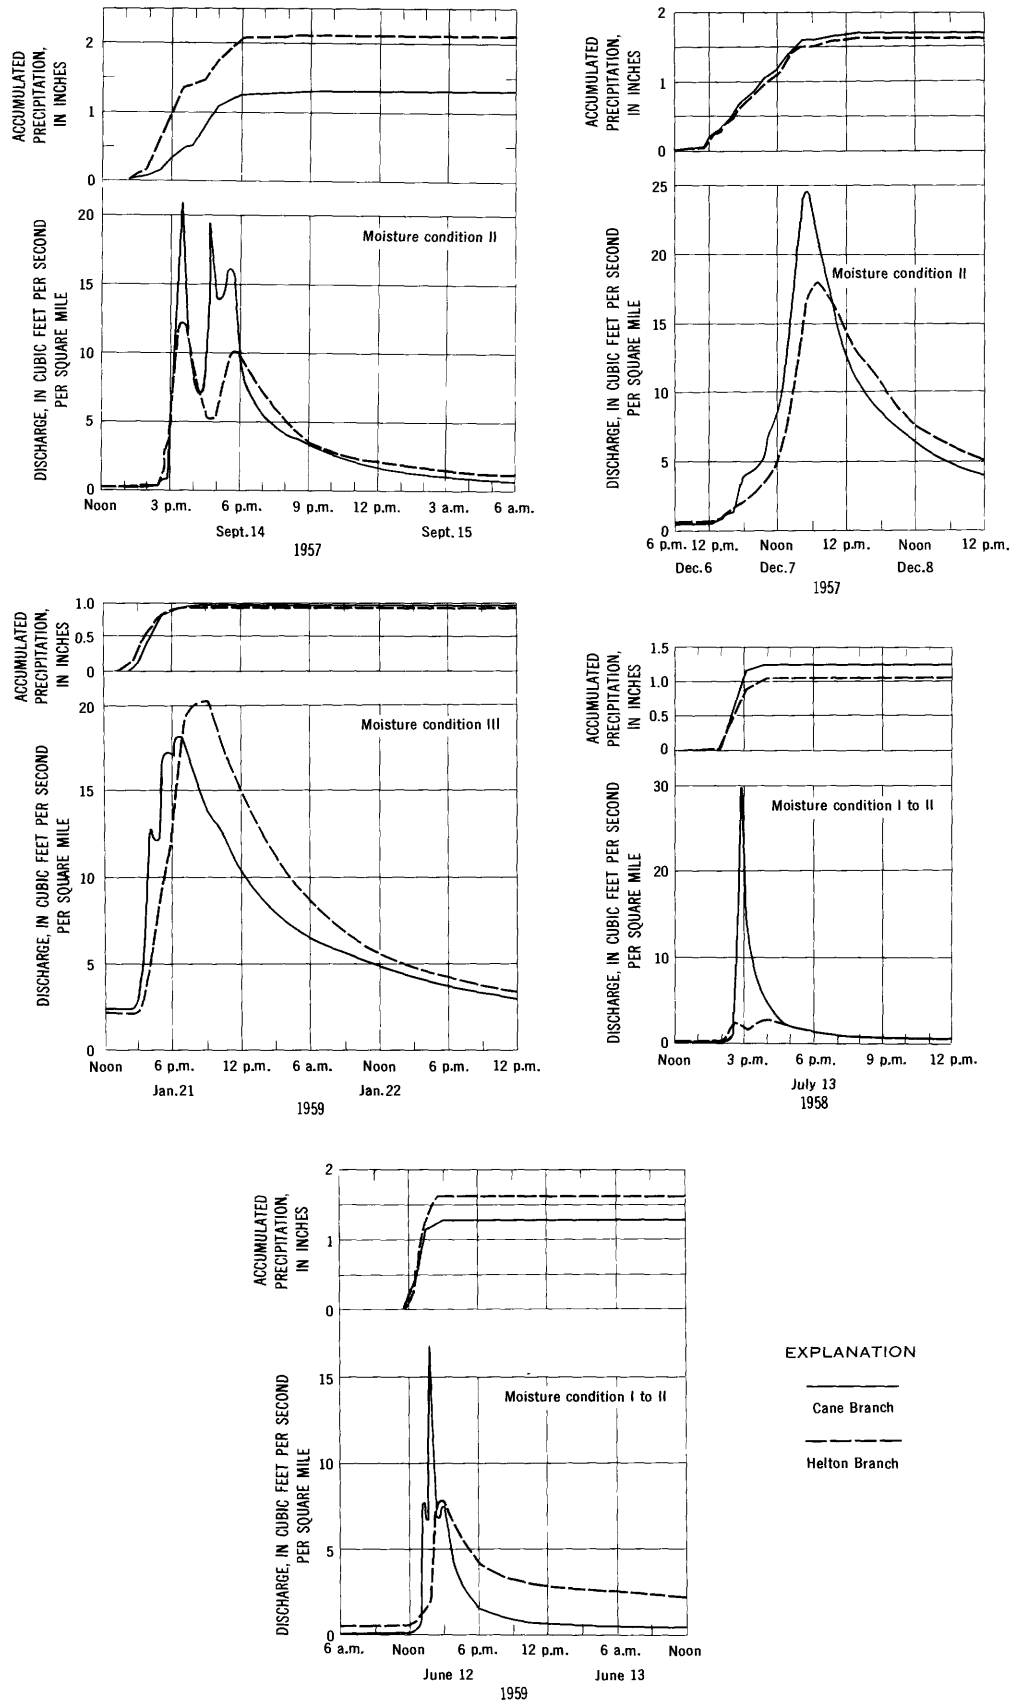 ACCUMULATED
PRECIPITATION,
IN INCHES
2
1
0
DISCHARGE, IN CUBIC FEET PER SECOND
PER SQUARE MILE
20
15
10
5
0
Moisture condition II
Noon 3 p.m. 6 p.m. 9 p.m. 12 p.m. 3 a.m. 6 a.m.
Sept.14 Sept.15
1957
ACCUMULATED
PRECIPITATION,
IN INCHES
2
1
0
DISCHARGE, IN CUBIC FEET PER SECOND
PER SQUARE MILE
25
20
15
10
5
0
Moisture condition II
6 p.m. 12 p.m. Noon 12 p.m. Noon 12 p.m.
Dec.6 Dec.7 Dec.8
1957
ACCUMULATED
PRECIPITATION,
IN INCHES
1.0
0.5
0
DISCHARGE, IN CUBIC FEET PER SECOND
PER SQUARE MILE
20
15
10
5
0
Moisture condition III
Noon 6 p.m. 12 p.m. 6 a.m. Noon 6 p.m. 12 p.m.
Jan.21 Jan.22
1959
ACCUMULATED
PRECIPITATION,
IN INCHES
1.5
1.0
0.5
0
DISCHARGE, IN CUBIC FEET PER SECOND
PER SQUARE MILE
30
20
10
0
Moisture condition I to II
Noon 3 p.m. 6 p.m. 9 p.m. 12 p.m.
July 13
1958
ACCUMULATED
PRECIPITATION,
IN INCHES
2
1
0
DISCHARGE, IN CUBIC FEET PER SECOND
PER SQUARE MILE
15
10
5
0
Moisture condition I to II
6 a.m. Noon 6 p.m. 12 p.m. 6 a.m. Noon
June 12 June 13
1959
EXPLANATION
Cane Branch
Helton Branch